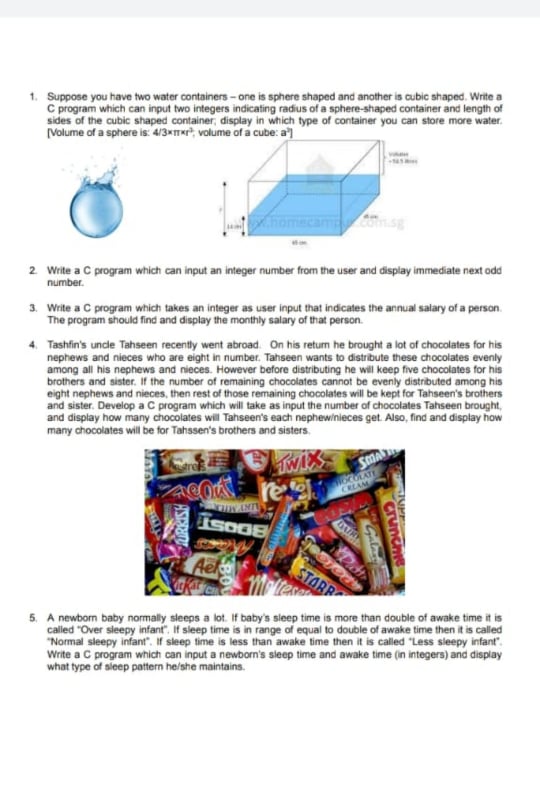 1. Suppose you have two water containers – one is sphere shaped and another is cubic shaped. Write a
C program which can input two integers indicating radius of a sphere-shaped container and length of
sides of the cubic shaped container; display in which type of container you can store more water.
[Volume of a sphere is: 4/3×π×r³; volume of a cube: a³]
Volume
45 cm
2. Write a C program which can input an integer number from the user and display immediate next odd
number.
3. Write a C program which takes an integer as user input that indicates the annual salary of a person.
The program should find and display the monthly salary of that person.
4. Tashfin's uncle Tahseen recently went abroad. On his return he brought a lot of chocolates for his
nephews and nieces who are eight in number. Tahseen wants to distribute these chocolates evenly
among all his nephews and nieces. However before distributing he will keep five chocolates for his
brothers and sister. If the number of remaining chocolates cannot be evenly distributed among his
eight nephews and nieces, then rest of those remaining chocolates will be kept for Tahseen's brothers
and sister. Develop a C program which will take as input the number of chocolates Tahseen brought,
and display how many chocolates will Tahseen's each nephew/nieces get. Also, find and display how
many chocolates will be for Tahssen's brothers and sisters.
TWIX
CHOCOLATE
CREAM
TURKISH
BOOST
Galaxy
CRUNCHIE
Aero
STARB
5. A newborn baby normally sleeps a lot. If baby's sleep time is more than double of awake time it is
called "Over sleepy infant". If sleep time is in range of equal to double of awake time then it is called
"Normal sleepy infant". If sleep time is less than awake time then it is called "Less sleepy infant".
Write a C program which can input a newborn's sleep time and awake time (in integers) and display
what type of sleep pattern he/she maintains.